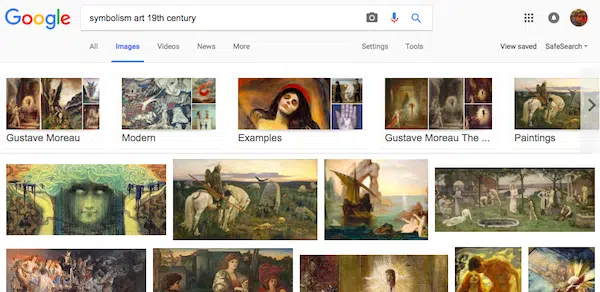 Google symbolism art 19th century
All Images Videos News More Settings Tools View saved SafeSearch
Gustave Moreau Modern Examples Gustave Moreau The ... Paintings